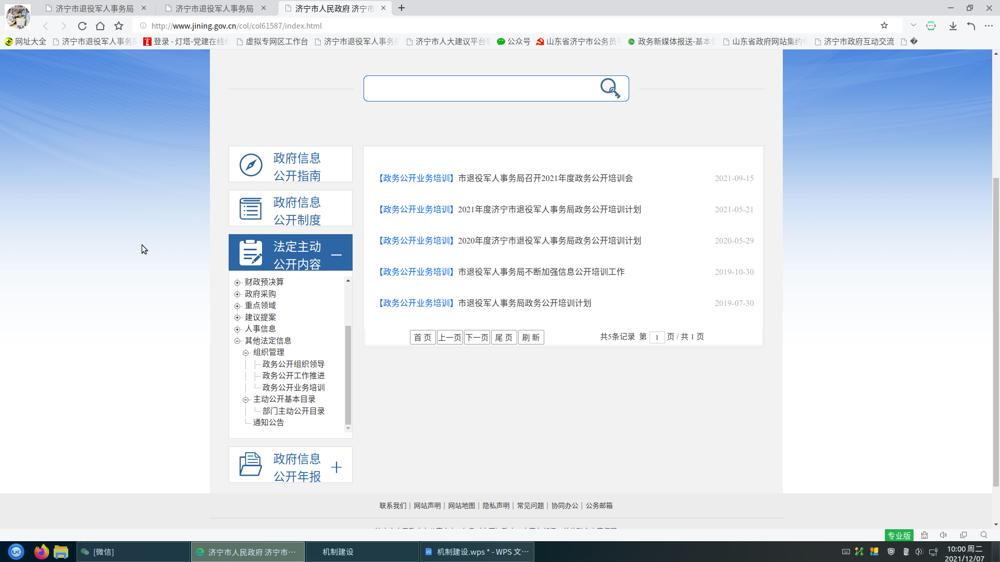 济宁市退役军人事务局
济宁市退役军人事务局
济宁市人民政府 济宁市
http://www.jining.gov.cn/col/col61587/index.html
网址大全 济宁市退役军人事务局 登录 - 灯塔-党建在线 虚拟专网区工作台 济宁市退役军人事务局 济宁市人大建议平台 公众号 山东省济宁市公务员 政务新媒体报送-基本 山东省政府网站集约 济宁市政府互动交流
政府信息
公开指南
政府信息
公开制度
法定主动
公开内容
财政预决算
政府采购
重点领域
建议提案
人事信息
其他法定信息
组织管理
政务公开组织领导
政务公开工作推进
政务公开业务培训
主动公开基本目录
部门主动公开目录
通知公告
政府信息
公开年报
【政务公开业务培训】市退役军人事务局召开2021年度政务公开培训会 2021-09-15
【政务公开业务培训】2021年度济宁市退役军人事务局政务公开培训计划 2021-05-21
【政务公开业务培训】2020年度济宁市退役军人事务局政务公开培训计划 2020-05-29
【政务公开业务培训】市退役军人事务局不断加强信息公开培训工作 2019-10-30
【政务公开业务培训】市退役军人事务局政务公开培训计划 2019-07-30
首 页 上一页 下一页 尾 页 刷 新 共5条记录 第 1 页 / 共 1 页
联系我们 | 网站声明 | 网站地图 | 隐私声明 | 常见问题 | 协同办公 | 公务邮箱
专业版
UK
[微信]
济宁市人民政府 济宁市···
机制建设
机制建设.wps * - WPS 文···
10:00 周二
2021/12/07